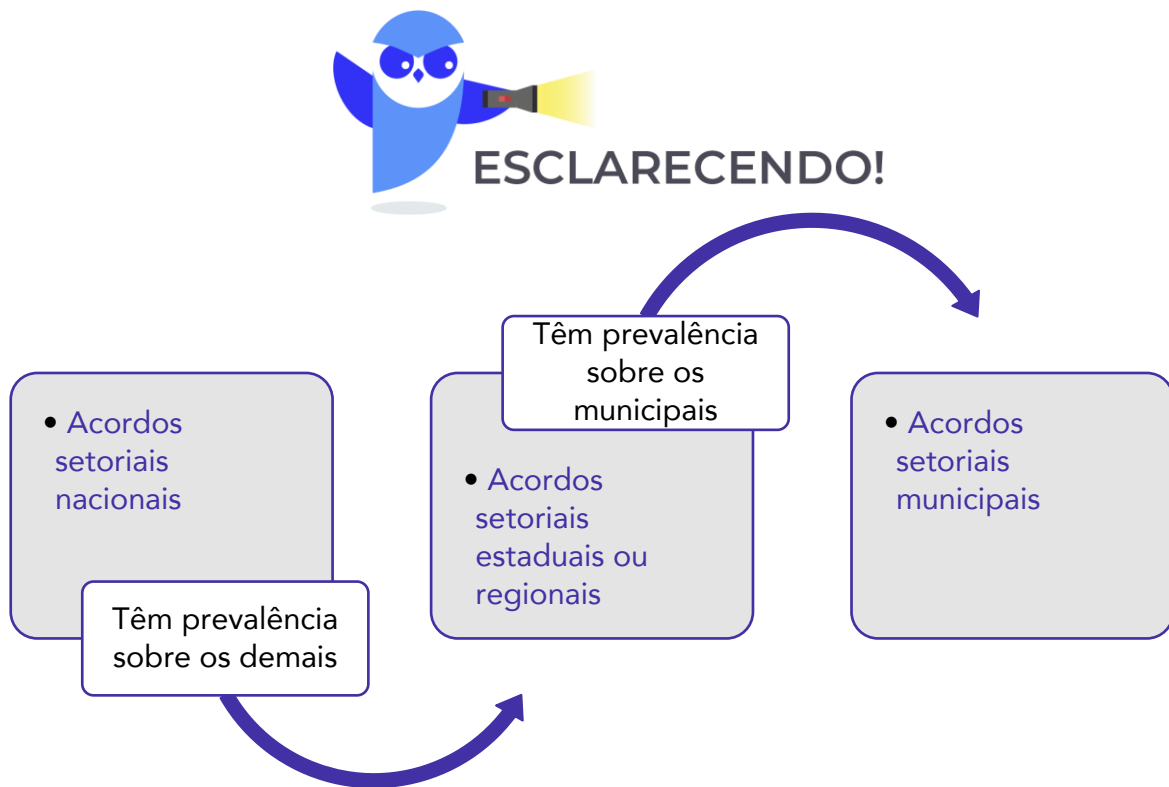 ESCLARECENDO!
• Acordos
setoriais
nacionais
Têm prevalência
sobre os demais
Têm prevalência
sobre os
municipais
• Acordos
setoriais
estaduais ou
regionais
• Acordos
setoriais
municipais